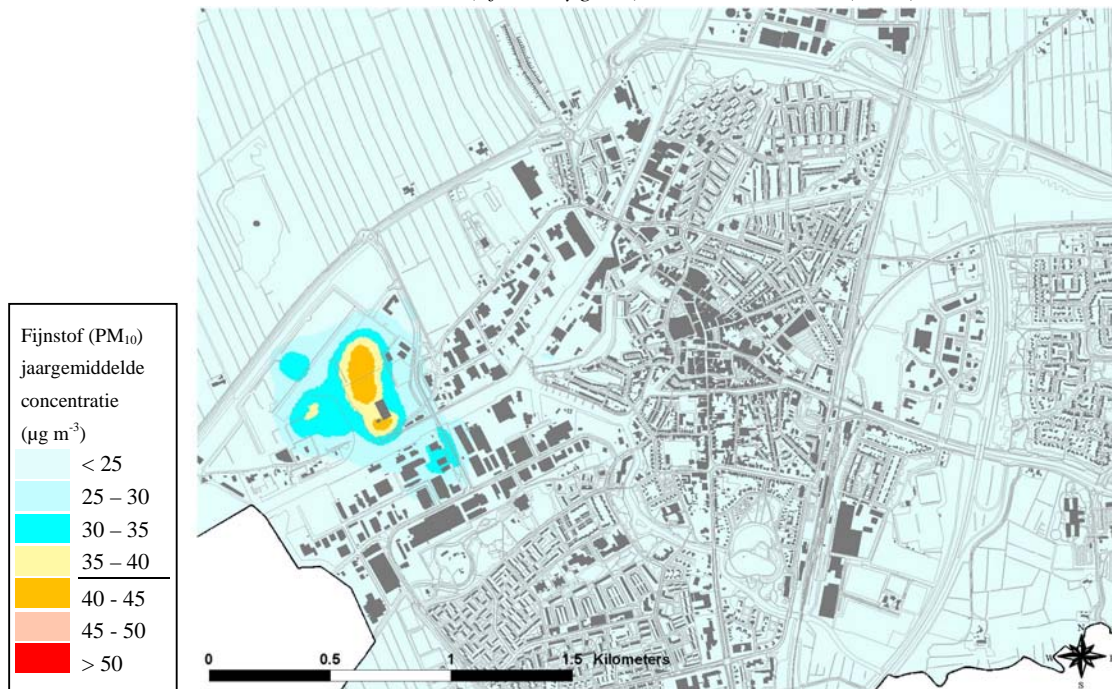 Fijnstof (PM₁₀)
jaargemiddelde
concentratie
(µg m⁻³)
< 25
25 – 30
30 – 35
35 – 40
40 - 45
45 - 50
> 50
0 0.5 1 1.5 Kilometers
N
W
S